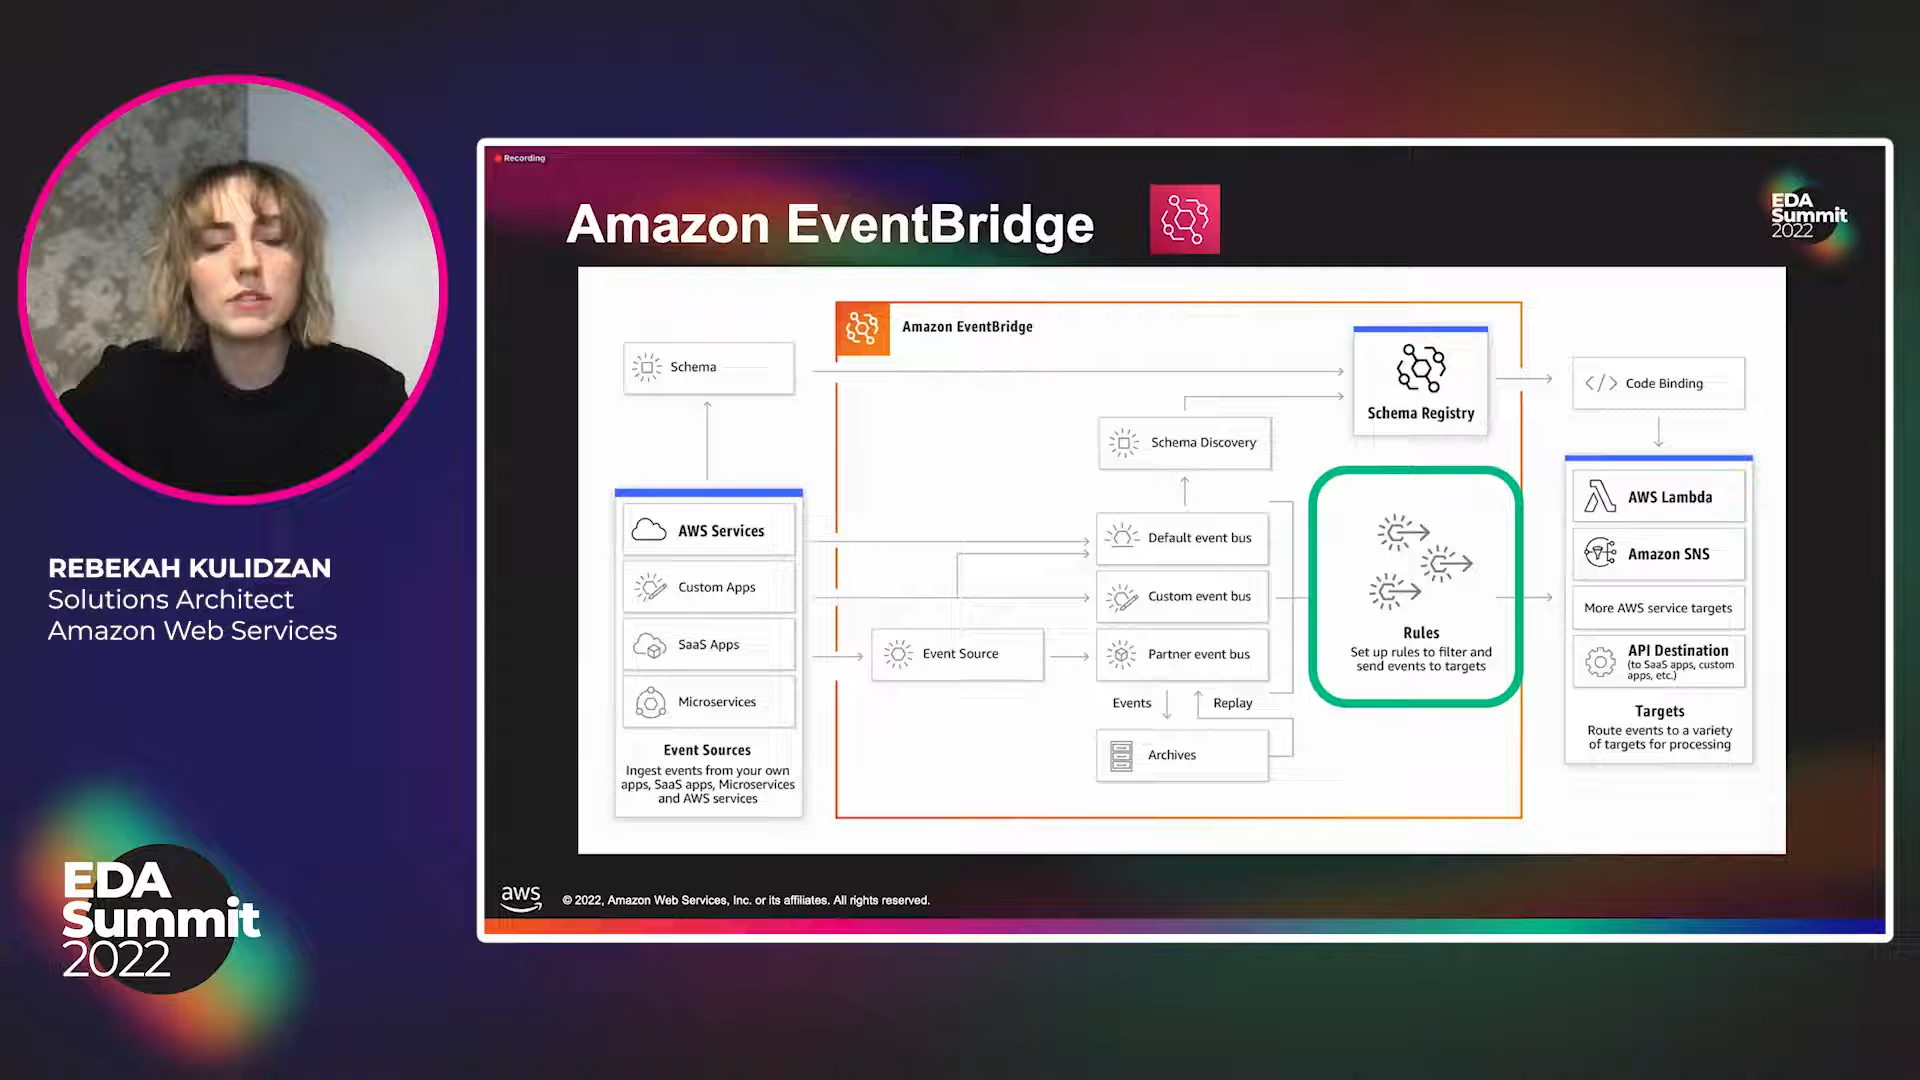 REBEKAH KULIDZAN
Solutions Architect
Amazon Web Services
EDA
Summit
2022
Recording
Amazon EventBridge
EDA
Summit
2022
Amazon EventBridge
Schema
Schema Registry
Code Binding
Schema Discovery
AWS Services
Custom Apps
SaaS Apps
Microservices
Event Sources
Ingest events from your own
apps, SaaS apps, Microservices
and AWS services
Event Source
Default event bus
Custom event bus
Partner event bus
Events
Replay
Archives
Rules
Set up rules to filter and
send events to targets
AWS Lambda
Amazon SNS
More AWS service targets
API Destination
(to SaaS apps, custom
apps, etc.)
Targets
Route events to a variety
of targets for processing
aws
© 2022, Amazon Web Services, Inc. or its affiliates. All rights reserved.